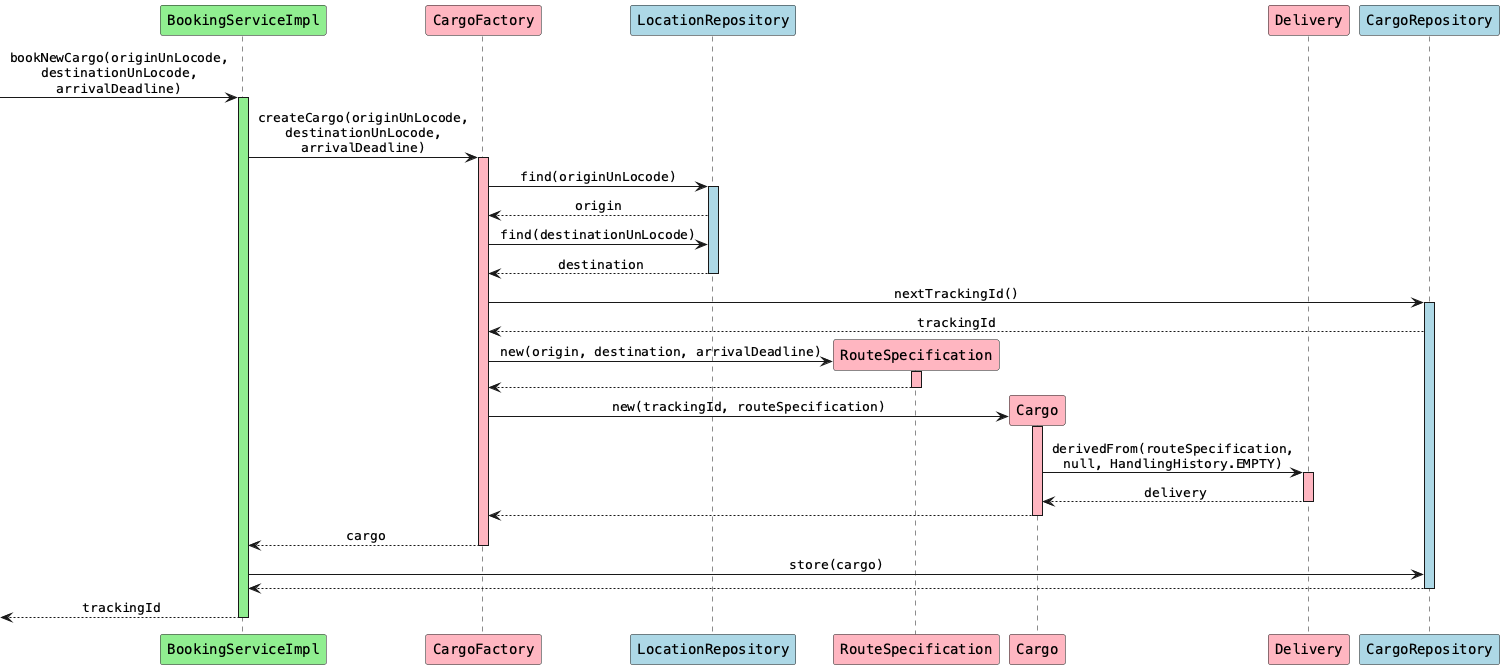 BookingServiceImpl
CargoFactory
LocationRepository
Delivery
CargoRepository
bookNewCargo(originUnLocode,
destinationUnLocode,
arrivalDeadline)
createCargo(originUnLocode,
destinationUnLocode,
arrivalDeadline)
find(originUnLocode)
origin
find(destinationUnLocode)
destination
nextTrackingId()
trackingId
new(origin, destination, arrivalDeadline)
RouteSpecification
new(trackingId, routeSpecification)
Cargo
derivedFrom(routeSpecification,
null, HandlingHistory.EMPTY)
delivery
cargo
store(cargo)
trackingId
BookingServiceImpl
CargoFactory
LocationRepository
RouteSpecification
Cargo
Delivery
CargoRepository